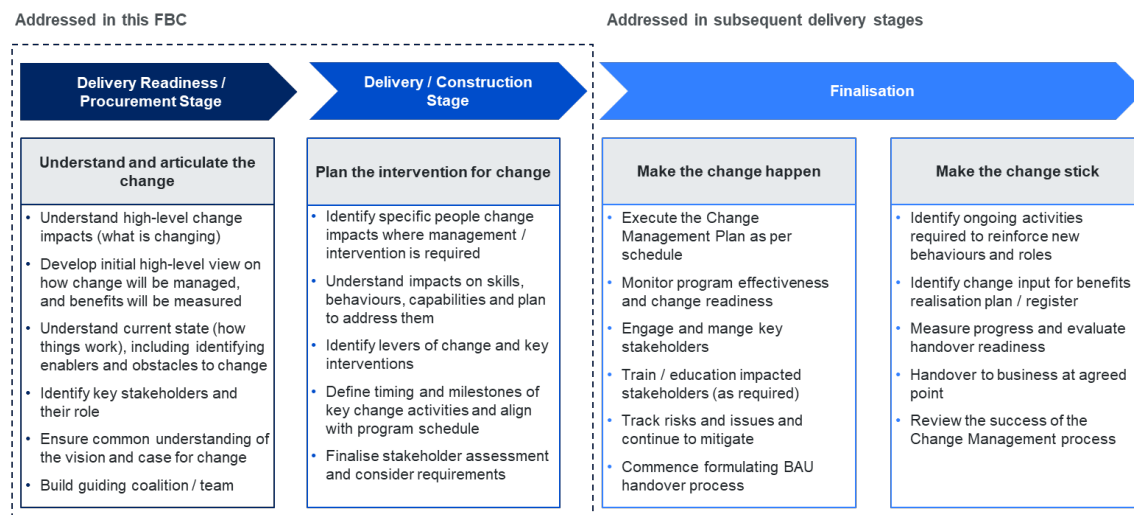 Addressed in this FBC
Addressed in subsequent delivery stages
Delivery Readiness /
Procurement Stage
Delivery / Construction
Stage
Finalisation
Understand and articulate the
change
• Understand high-level change
impacts (what is changing)
• Develop initial high-level view on
how change will be managed,
and benefits will be measured
• Understand current state (how
things work), including identifying
enablers and obstacles to change
• Identify key stakeholders and
their role
• Ensure common understanding of
the vision and case for change
• Build guiding coalition / team
Plan the intervention for change
• Identify specific people change
impacts where management /
intervention is required
• Understand impacts on skills,
behaviours, capabilities and plan
to address them
• Identify levers of change and key
interventions
• Define timing and milestones of
key change activities and align
with program schedule
• Finalise stakeholder assessment
and consider requirements
Make the change happen
• Execute the Change
Management Plan as per
schedule
• Monitor program effectiveness
and change readiness
• Engage and mange key
stakeholders
• Train / education impacted
stakeholders (as required)
• Track risks and issues and
continue to mitigate
• Commence formulating BAU
handover process
Make the change stick
• Identify ongoing activities
required to reinforce new
behaviours and roles
• Identify change input for benefits
realisation plan / register
• Measure progress and evaluate
handover readiness
• Handover to business at agreed
point
• Review the success of the
Change Management process